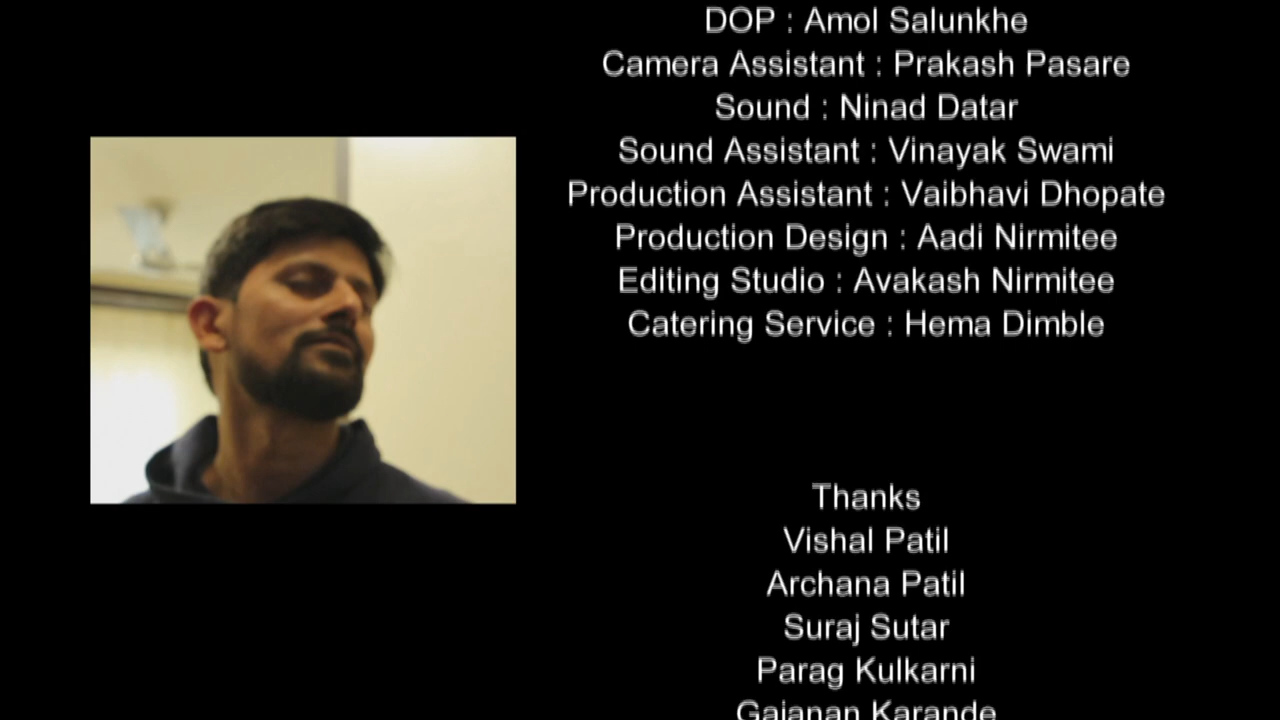 DOP : Amol Salunkhe
Camera Assistant : Prakash Pasare
Sound : Ninad Datar
Sound Assistant : Vinayak Swami
Production Assistant : Vaibhavi Dhopate
Production Design : Aadi Nirmitee
Editing Studio : Avakash Nirmitee
Catering Service : Hema Dimble
Thanks
Vishal Patil
Archana Patil
Suraj Sutar
Parag Kulkarni
Gajanan Karande